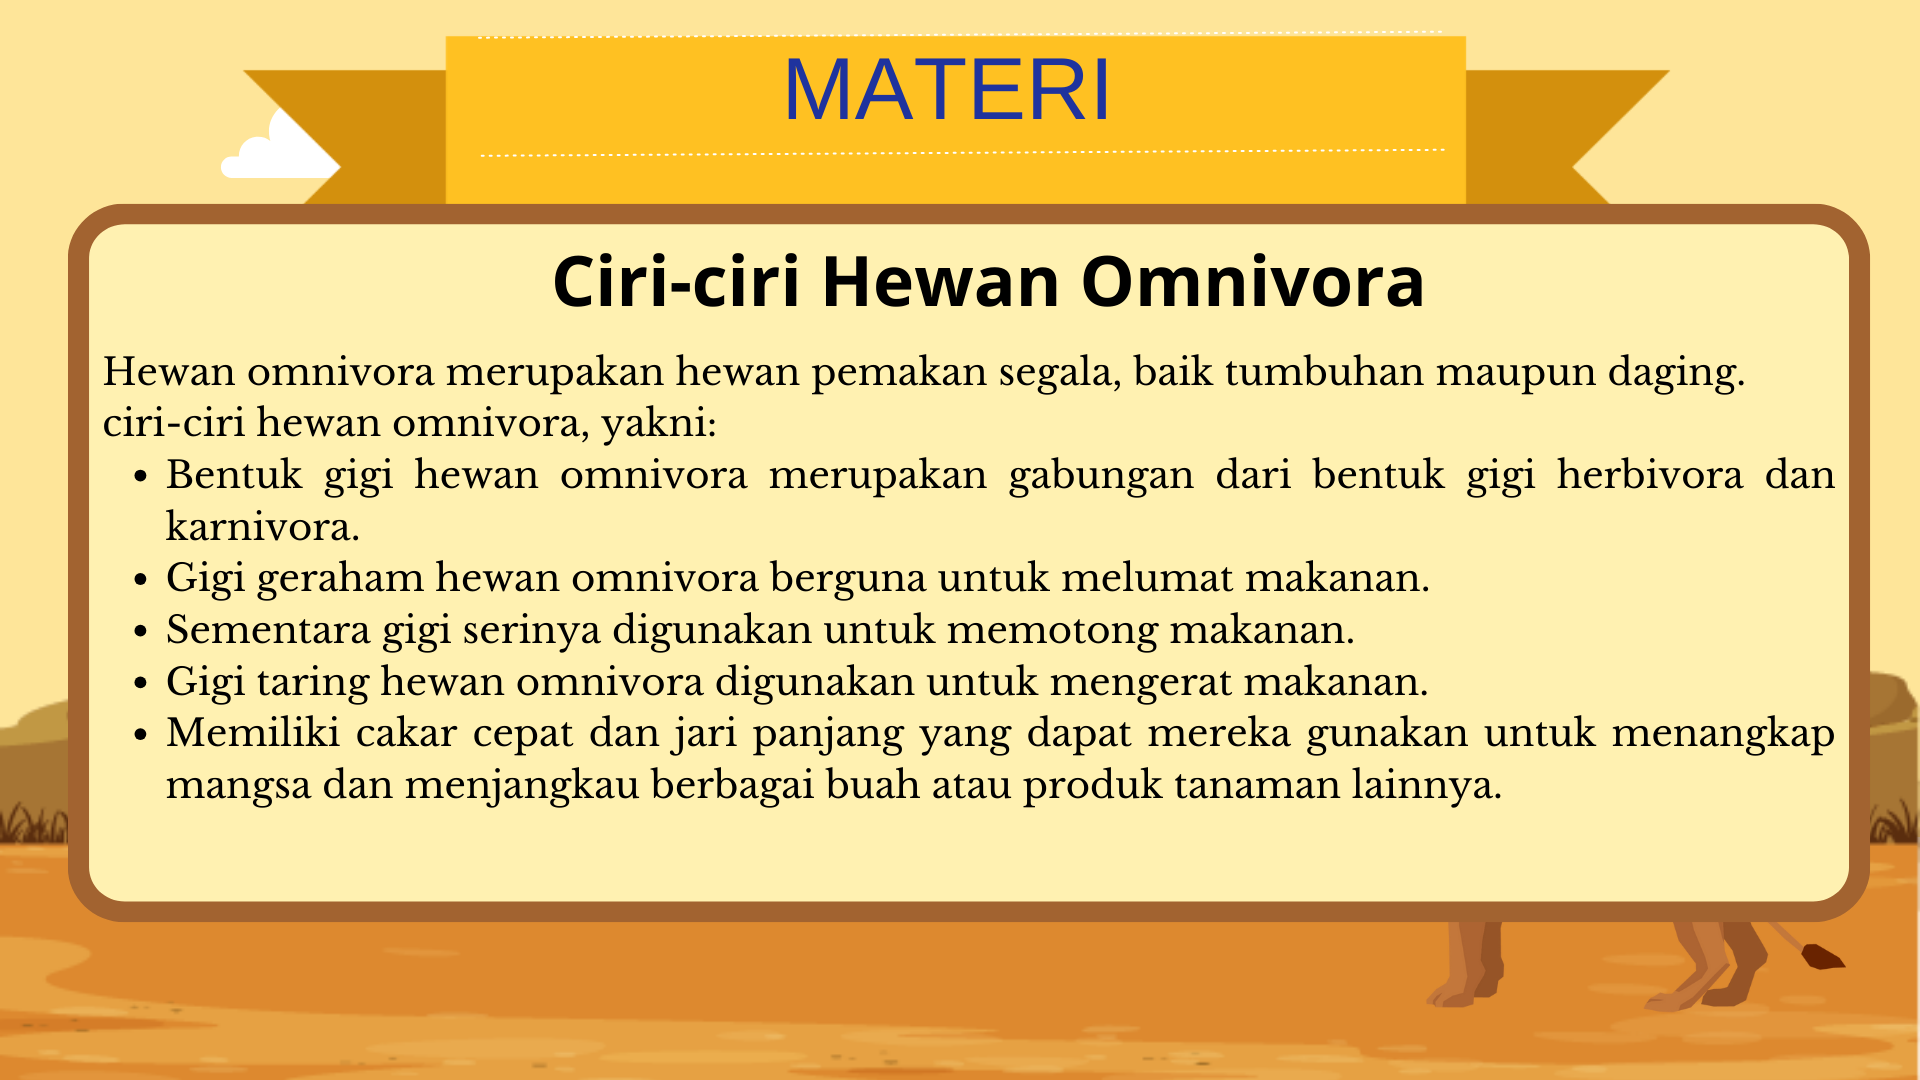 MATERI
Ciri-ciri Hewan Omnivora
Hewan omnivora merupakan hewan pemakan segala, baik tumbuhan maupun daging.
ciri-ciri hewan omnivora, yakni:
• Bentuk gigi hewan omnivora merupakan gabungan dari bentuk gigi herbivora dan
karnivora.
• Gigi geraham hewan omnivora berguna untuk melumat makanan.
• Sementara gigi serinya digunakan untuk memotong makanan.
• Gigi taring hewan omnivora digunakan untuk mengerat makanan.
• Memiliki cakar cepat dan jari panjang yang dapat mereka gunakan untuk menangkap
mangsa dan menjangkau berbagai buah atau produk tanaman lainnya.